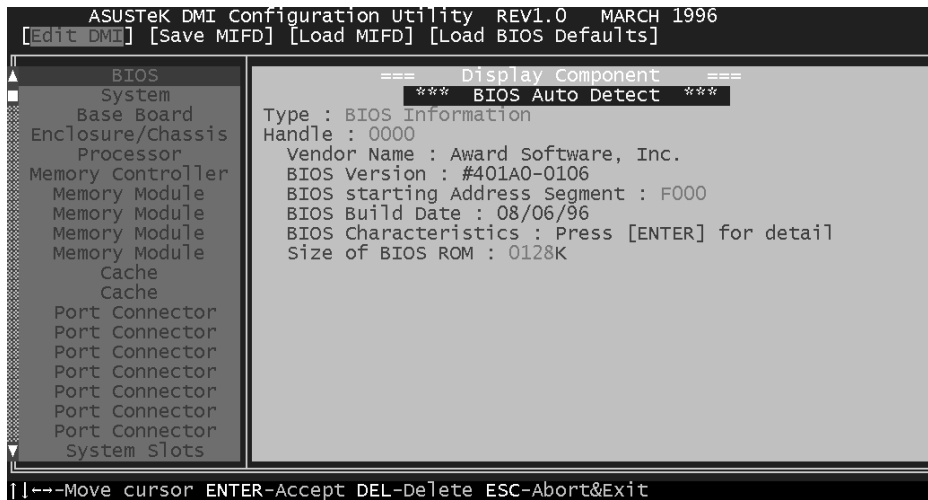 ASUSTeK DMI Configuration Utility REV1.0 MARCH 1996
[Edit DMI] [Save MIFD] [Load MIFD] [Load BIOS Defaults]
BIOS
System
Base Board
Enclosure/Chassis
Processor
Memory Controller
Memory Module
Memory Module
Memory Module
Memory Module
Cache
Cache
Port Connector
Port Connector
Port Connector
Port Connector
Port Connector
Port Connector
Port Connector
System Slots
=== Display Component ===
*** BIOS Auto Detect ***
Type : BIOS Information
Handle : 0000
Vendor Name : Award Software, Inc.
BIOS Version : #401A0-0106
BIOS starting Address Segment : F000
BIOS Build Date : 08/06/96
BIOS Characteristics : Press [ENTER] for detail
Size of BIOS ROM : 0128K
↑↓←→-Move cursor ENTER-Accept DEL-Delete ESC-Abort&Exit